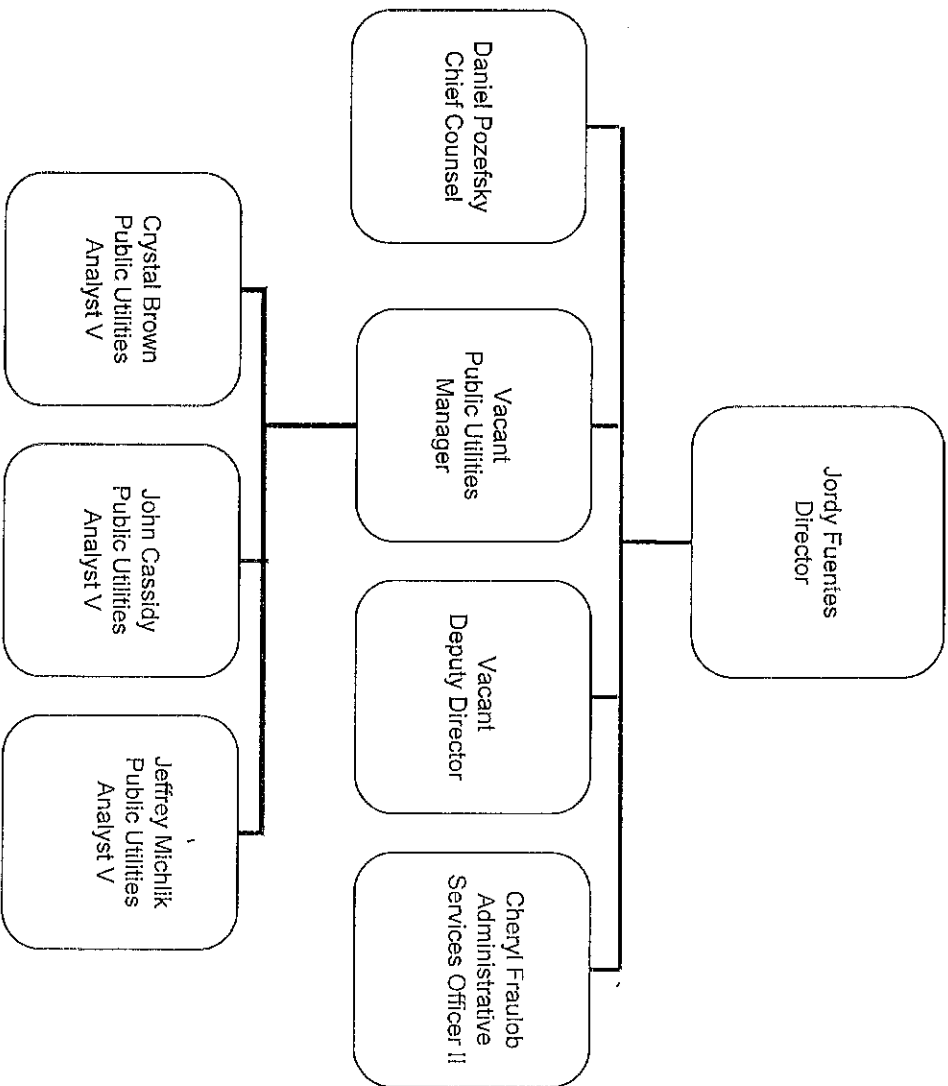 Jordy Fuentes
Director
Daniel Pozefsky
Chief Counsel
Vacant
Public Utilities
Manager
Vacant
Deputy Director
Cheryl Fraulob
Administrative
Services Officer II
Crystal Brown
Public Utilities
Analyst V
John Cassidy
Public Utilities
Analyst V
Jeffrey Michlik
Public Utilities
Analyst V